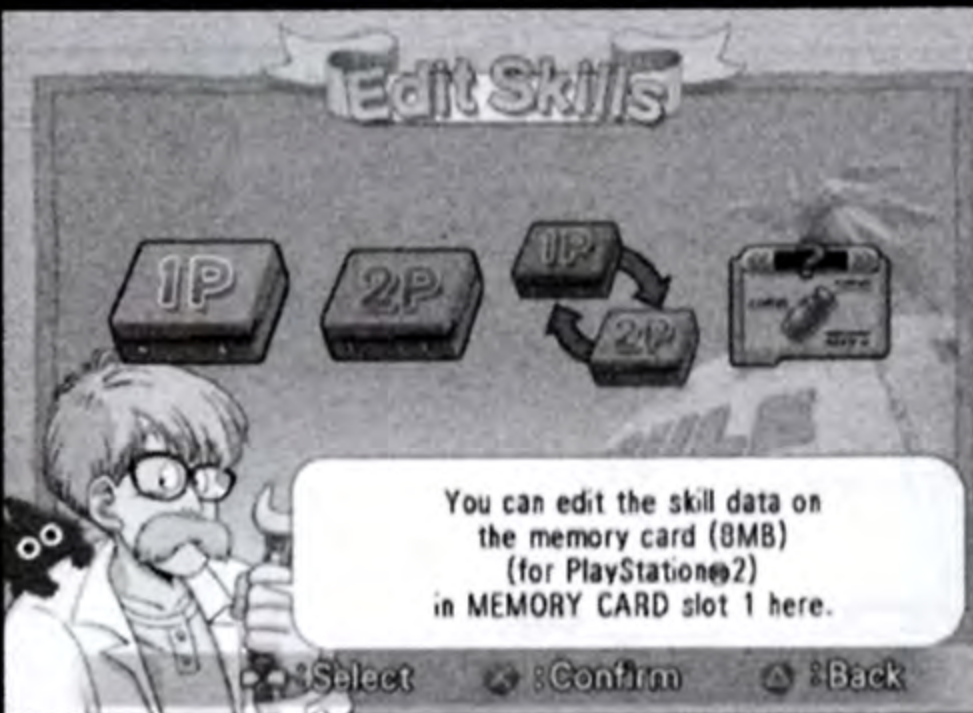 Edit Skills
1P
2P
1P
2P
?
You can edit the skill data on
the memory card (8MB)
(for PlayStation®2)
in MEMORY CARD slot 1 here.
:Select
:Confirm
:Back